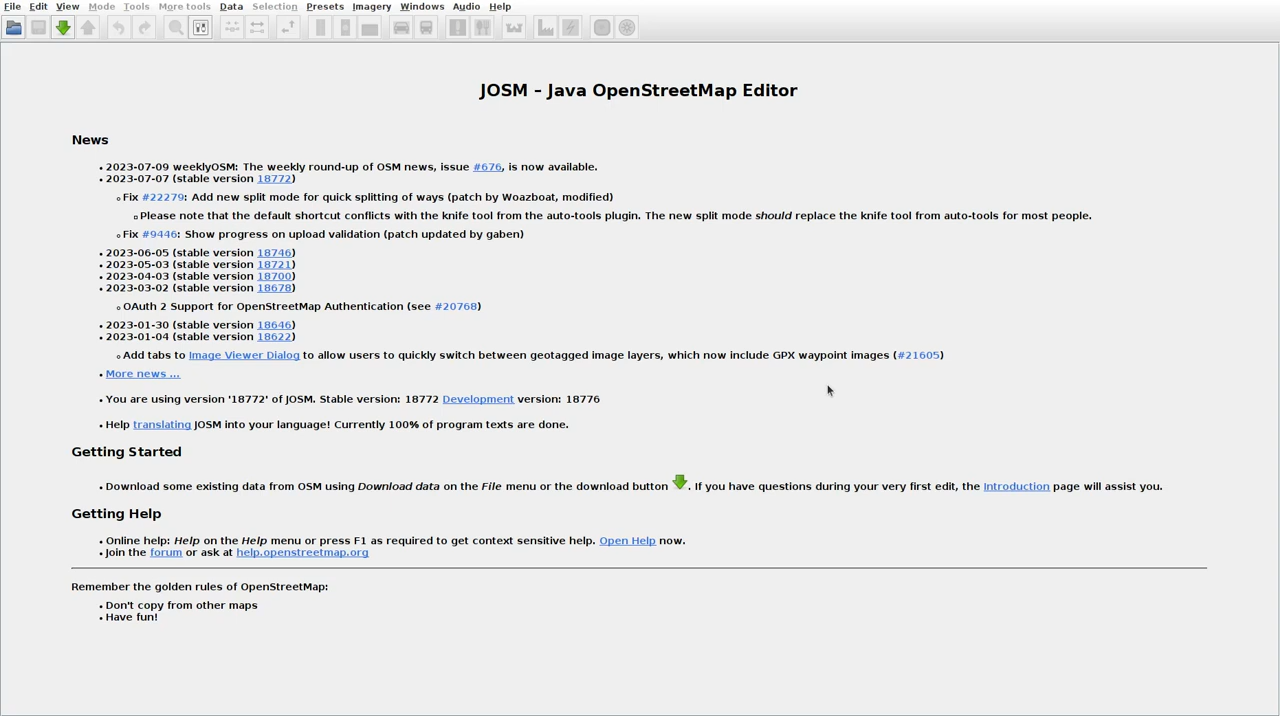 File Edit View Mode Tools More tools Data Selection Presets Imagery Windows Audio Help
JOSM – Java OpenStreetMap Editor
News
2023-07-09 weeklyOSM: The weekly round-up of OSM news, issue #676, is now available.
2023-07-07 (stable version 18772)
Fix #22279: Add new split mode for quick splitting of ways (patch by Woazboat, modified)
Please note that the default shortcut conflicts with the knife tool from the auto-tools plugin. The new split mode should replace the knife tool from auto-tools for most people.
Fix #9446: Show progress on upload validation (patch updated by gaben)
2023-06-05 (stable version 18746)
2023-05-03 (stable version 18721)
2023-04-03 (stable version 18700)
2023-03-02 (stable version 18678)
OAuth 2 Support for OpenStreetMap Authentication (see #20768)
2023-01-30 (stable version 18646)
2023-01-04 (stable version 18622)
Add tabs to Image Viewer Dialog to allow users to quickly switch between geotagged image layers, which now include GPX waypoint images (#21605)
More news ...
You are using version '18772' of JOSM. Stable version: 18772 Development version: 18776
Help translating JOSM into your language! Currently 100% of program texts are done.
Getting Started
Download some existing data from OSM using Download data on the File menu or the download button . If you have questions during your very first edit, the Introduction page will assist you.
Getting Help
Online help: Help on the Help menu or press F1 as required to get context sensitive help. Open Help now.
Join the forum or ask at help.openstreetmap.org
Remember the golden rules of OpenStreetMap:
Don't copy from other maps
Have fun!